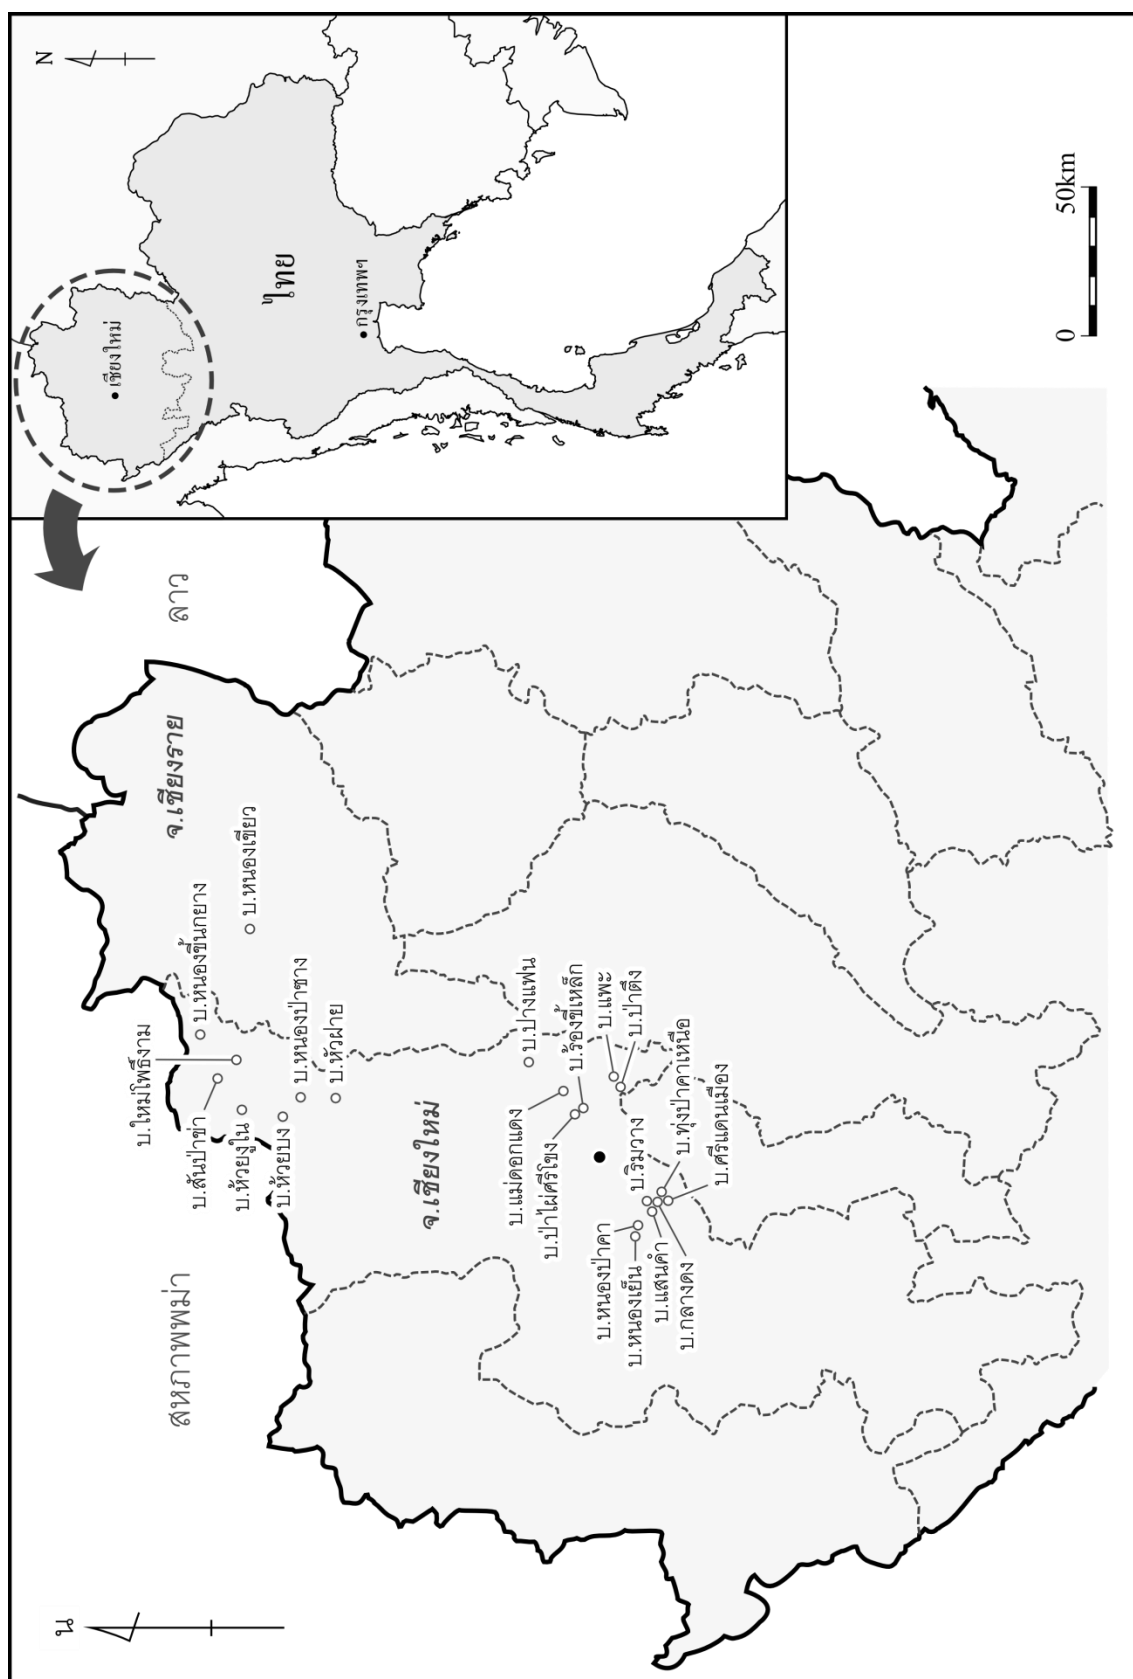 N
เชียงใหม่
ไทย
กรุงเทพฯ
0
50km
น
สหภาพพม่า
ลาว
จ.เชียงราย
จ.เชียงใหม่
บ.ใหม่โพธิ์งาม
บ.หนองขี้นกยาง
บ.สันป่าข่า
บ.ห้วยงูใน
บ.หนองเขียว
บ.ห้วยบง
บ.หนองป่าซาง
บ.หัวฝาย
บ.แม่ดอกแดง
บ.ปางแฟน
บ.ป่าไผ่ศรีโขง
บ.ร้องขี้เหล็ก
บ.แพะ
บ.ป่าตึง
บ.หนองป่าคา
บ.ริมวาง
บ.หนองเย็น
บ.ทุ่งป่าคาเหนือ
บ.แสนคำ
บ.กลางดง
บ.ศรีแดนเมือง